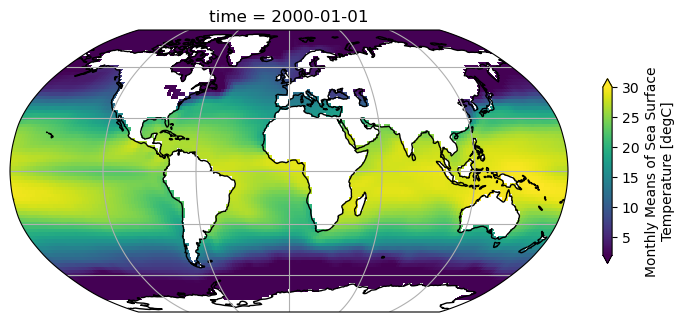 time = 2000-01-01
30
25
20
15
10
5
Monthly Means of Sea Surface
Temperature [degC]